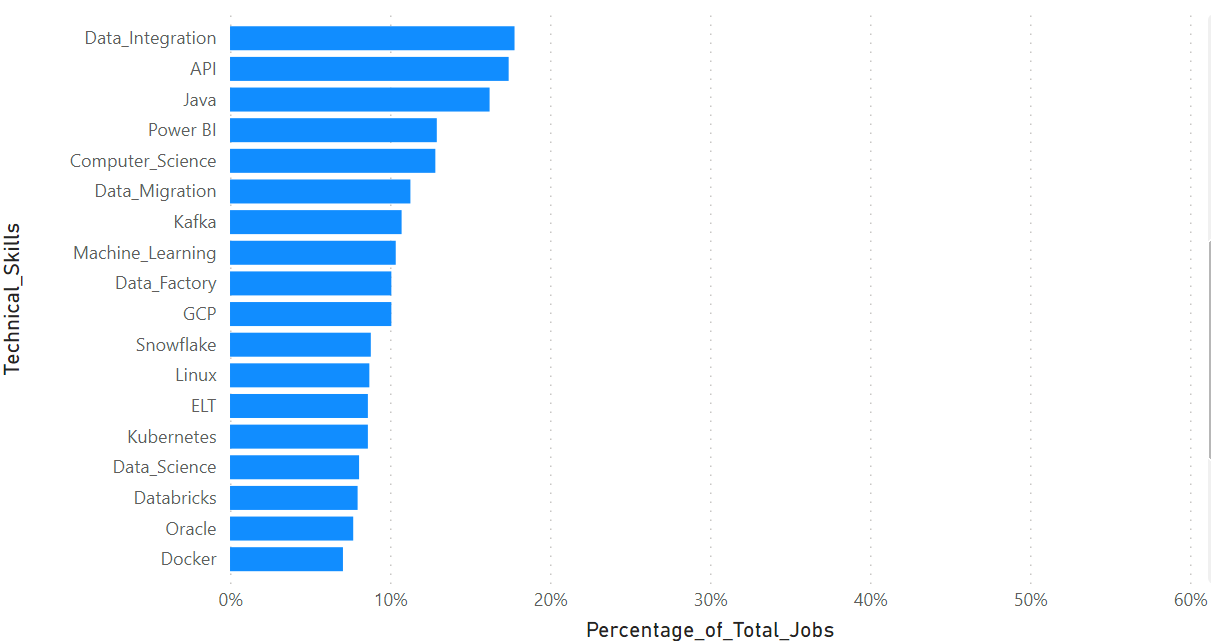 Technical_Skills
Data_Integration
API
Java
Power BI
Computer_Science
Data_Migration
Kafka
Machine_Learning
Data_Factory
GCP
Snowflake
Linux
ELT
Kubernetes
Data_Science
Databricks
Oracle
Docker
0% 10% 20% 30% 40% 50% 60%
Percentage_of_Total_Jobs